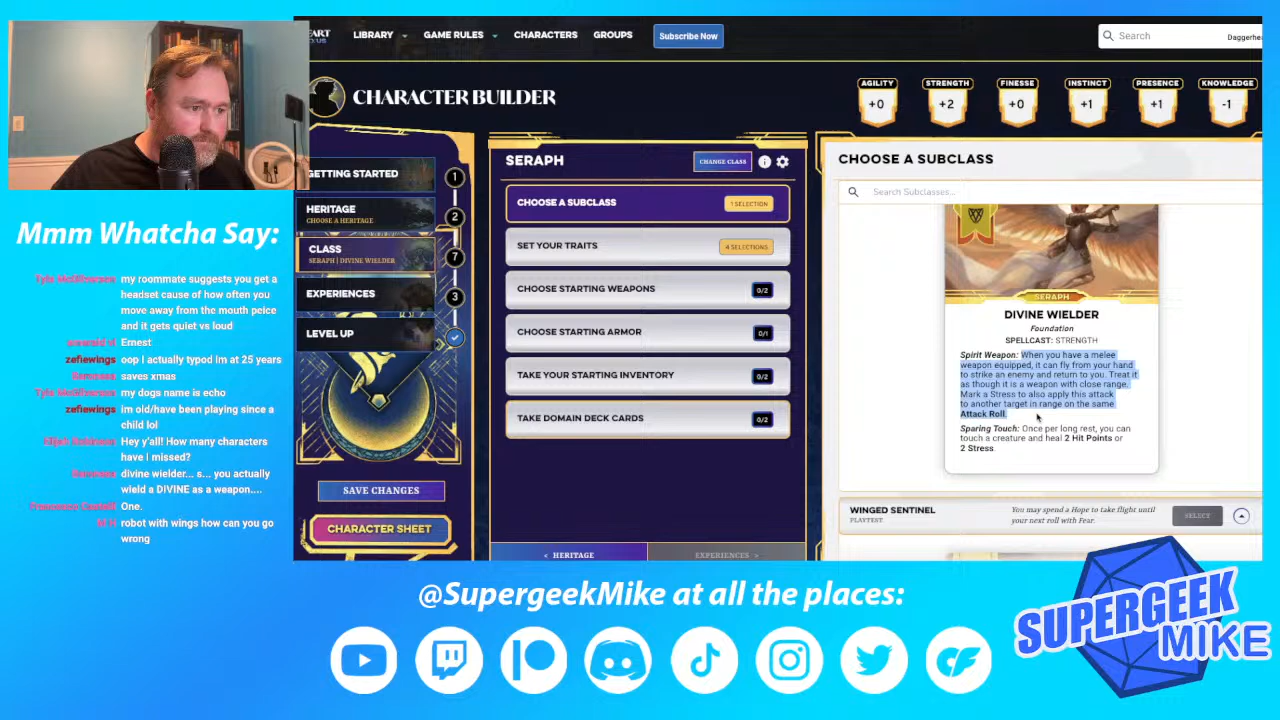 LIBRARY
GAME RULES
CHARACTERS
GROUPS
Subscribe Now
Search
CHARACTER BUILDER
AGILITY
+0
STRENGTH
+2
FINESSE
+0
INSTINCT
+1
PRESENCE
+1
KNOWLEDGE
-1
GETTING STARTED
1
HERITAGE
CHOOSE A HERITAGE
2
CLASS
SERAPH | DIVINE WIELDER
7
EXPERIENCES
3
LEVEL UP
SAVE CHANGES
CHARACTER SHEET
SERAPH
CHANGE CLASS
CHOOSE A SUBCLASS
1 SELECTION
SET YOUR TRAITS
4 SELECTIONS
CHOOSE STARTING WEAPONS
0/2
CHOOSE STARTING ARMOR
0/1
TAKE YOUR STARTING INVENTORY
0/2
TAKE DOMAIN DECK CARDS
0/2
< HERITAGE
EXPERIENCES >
CHOOSE A SUBCLASS
Search Subclasses...
SERAPH
DIVINE WIELDER
Foundation
SPELLCAST: STRENGTH
Spirit Weapon: When you have a melee
weapon equipped, it can fly from your hand
to strike an enemy and return to you. Treat it
as though it is a weapon with close range.
Mark a Stress to also apply this attack
to another target in range on the same
Attack Roll.
Sparing Touch: Once per long rest, you can
touch a creature and heal 2 Hit Points or
2 Stress.
WINGED SENTINEL
PLAYTEST
You may spend a Hope to take flight until
your next roll with Fear.
SELECT
Mmm Whatcha Say:
my roommate suggests you get a
headset cause of how often you
move away from the mouth peice
and it gets quiet vs loud
Ernest
zefiewings oop i actually typod im at 25 years
saves xmas
my dogs name is echo
zefiewings im old/have been playing since a
child lol
Hey y'all! How many characters
have I missed?
divine wielder... s... you actually
wield a DIVINE as a weapon....
One.
robot with wings how can you go
wrong
@SupergeekMike at all the places:
SUPERGEEK
MIKE